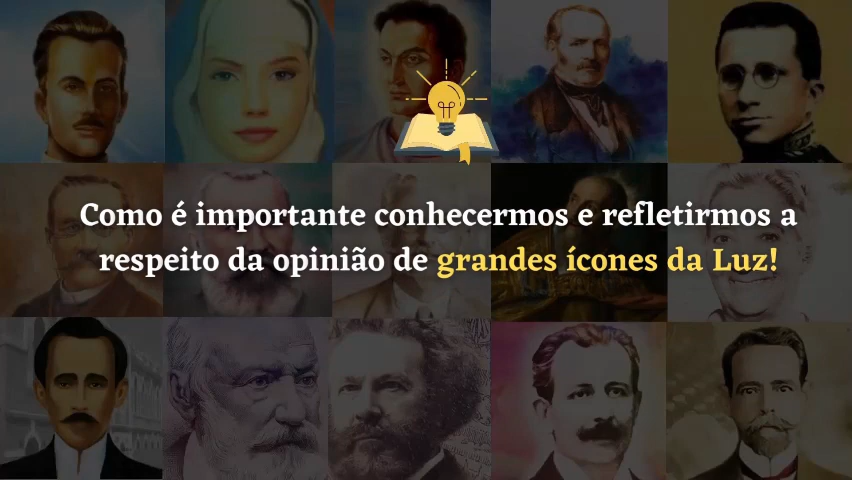 Como é importante conhecermos e refletirmos a
respeito da opinião de grandes ícones da Luz!